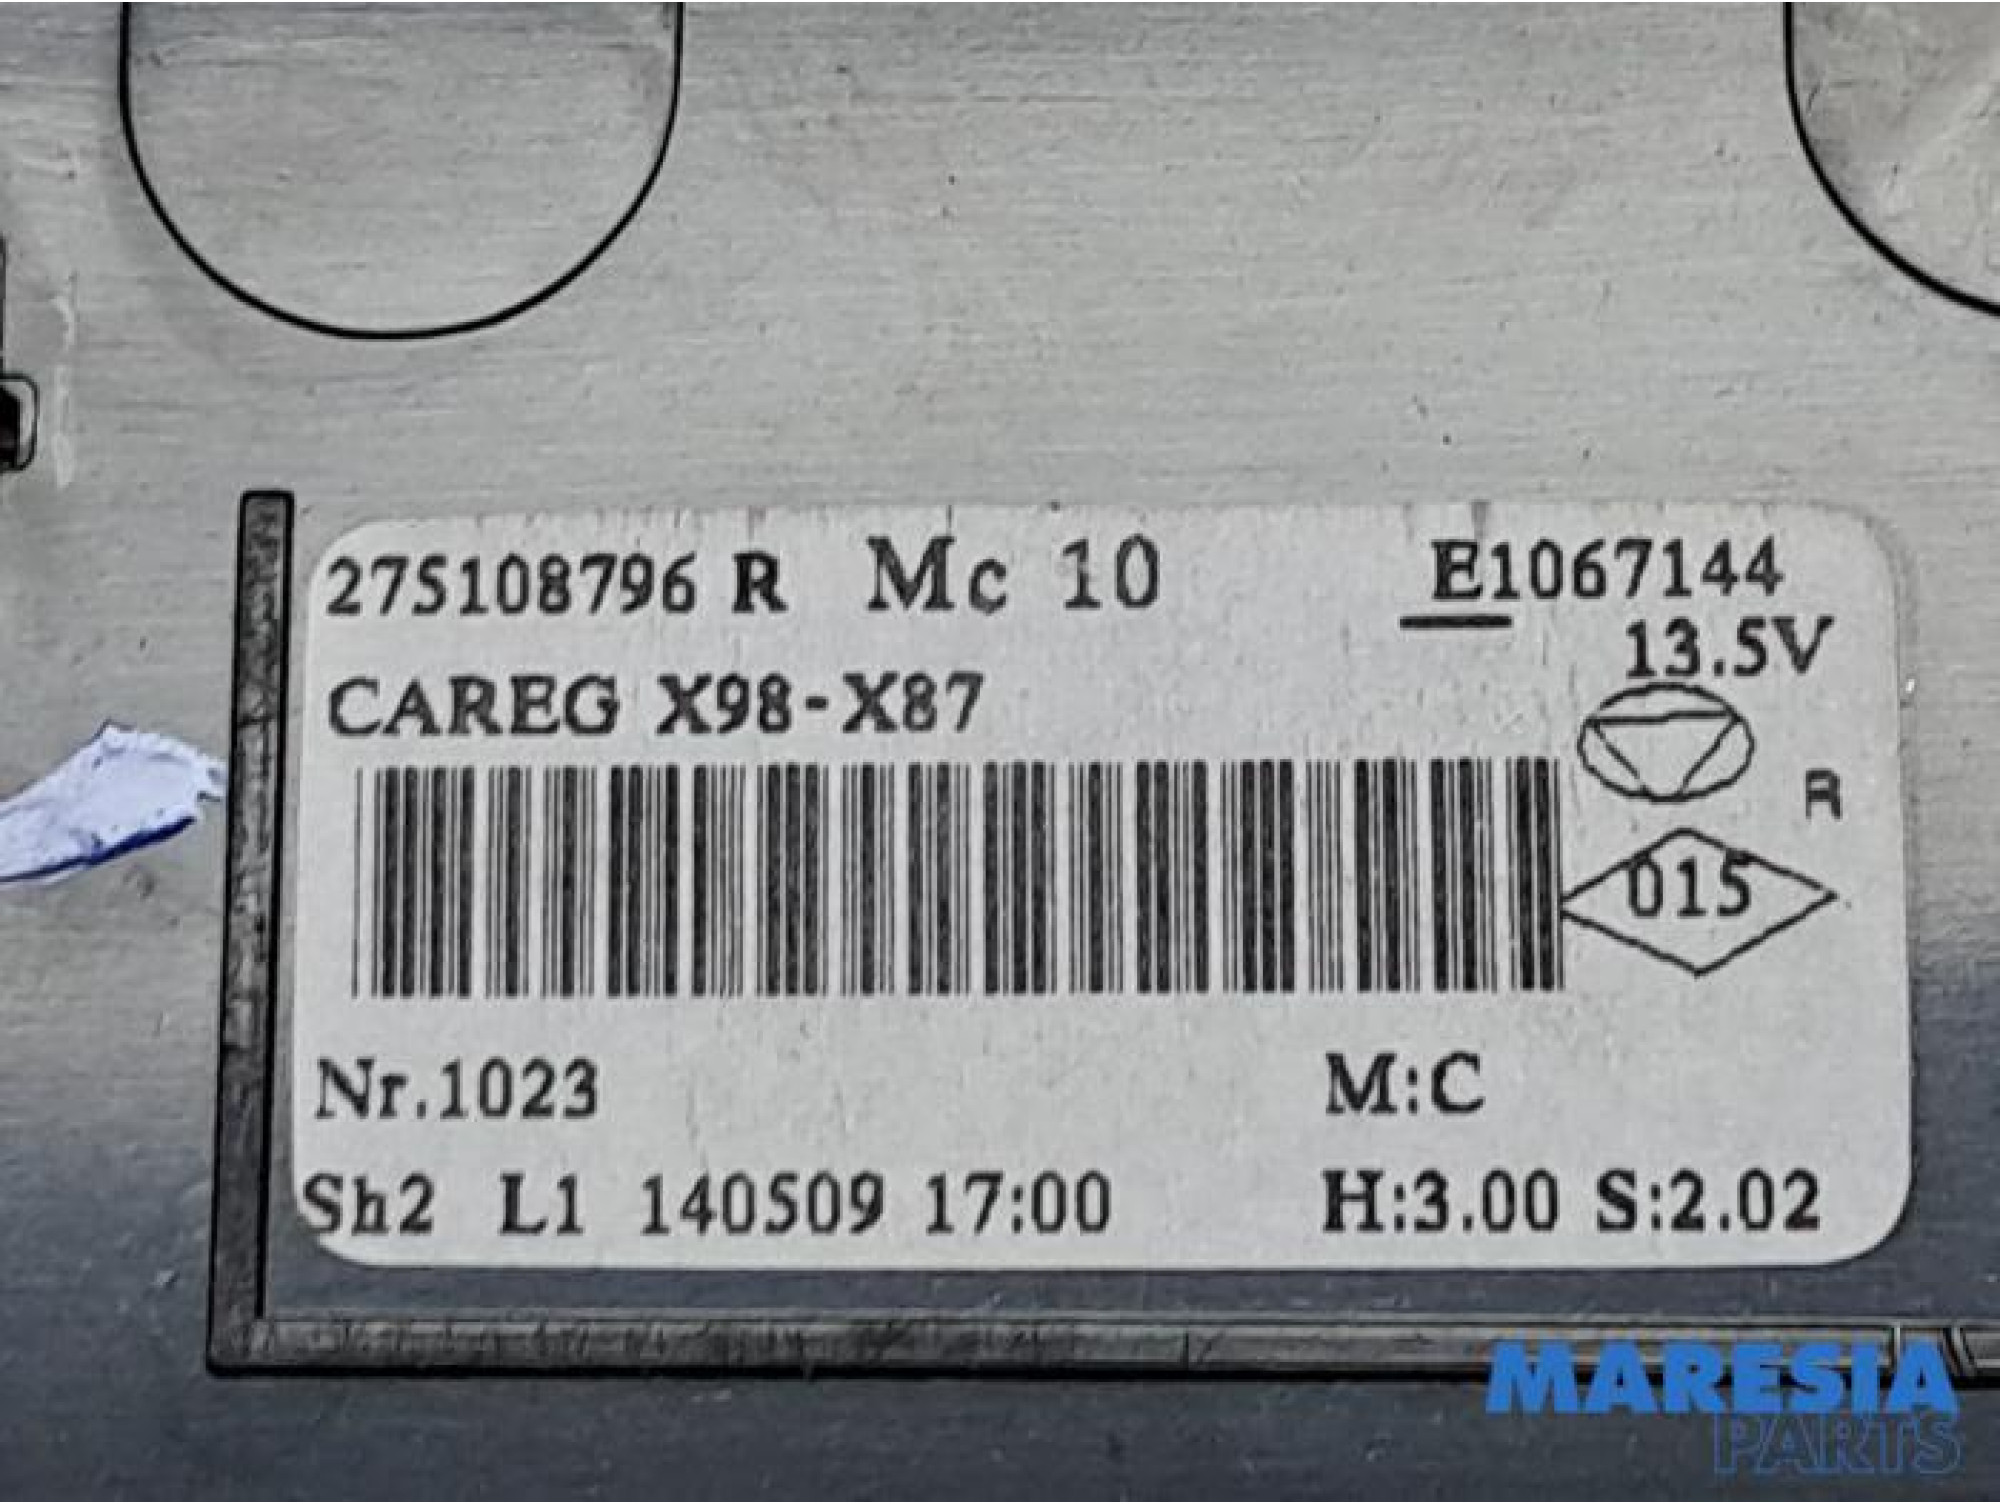 275108796 R Mc 10 E1067144
13.5V
CAREG X98-X87
R
015
Nr.1023 M:C
Sh2 L1 140509 17:00 H:3.00 S:2.02
MARESIA
PARTS